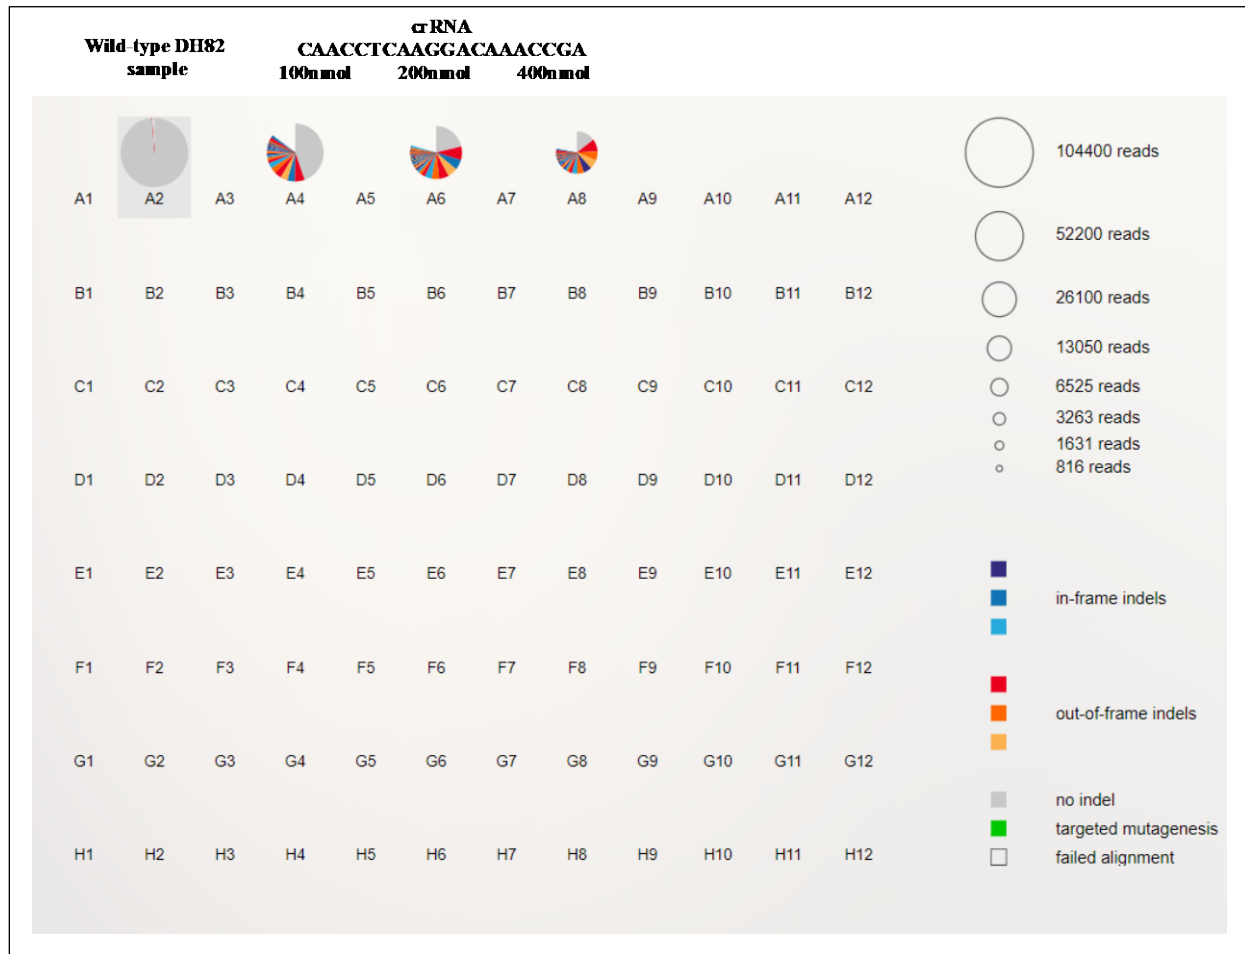 crRNA
Wild-type DH82 CAACCTCAAGGACAAACCGA
sample 100nmol 200nmol 400nmol
104400 reads
A1 A2 A3 A4 A5 A6 A7 A8 A9 A10 A11 A12
52200 reads
B1 B2 B3 B4 B5 B6 B7 B8 B9 B10 B11 B12
26100 reads
13050 reads
C1 C2 C3 C4 C5 C6 C7 C8 C9 C10 C11 C12
6525 reads
3263 reads
1631 reads
816 reads
D1 D2 D3 D4 D5 D6 D7 D8 D9 D10 D11 D12
E1 E2 E3 E4 E5 E6 E7 E8 E9 E10 E11 E12
in-frame indels
F1 F2 F3 F4 F5 F6 F7 F8 F9 F10 F11 F12
out-of-frame indels
G1 G2 G3 G4 G5 G6 G7 G8 G9 G10 G11 G12
no indel
targeted mutagenesis
H1 H2 H3 H4 H5 H6 H7 H8 H9 H10 H11 H12
failed alignment